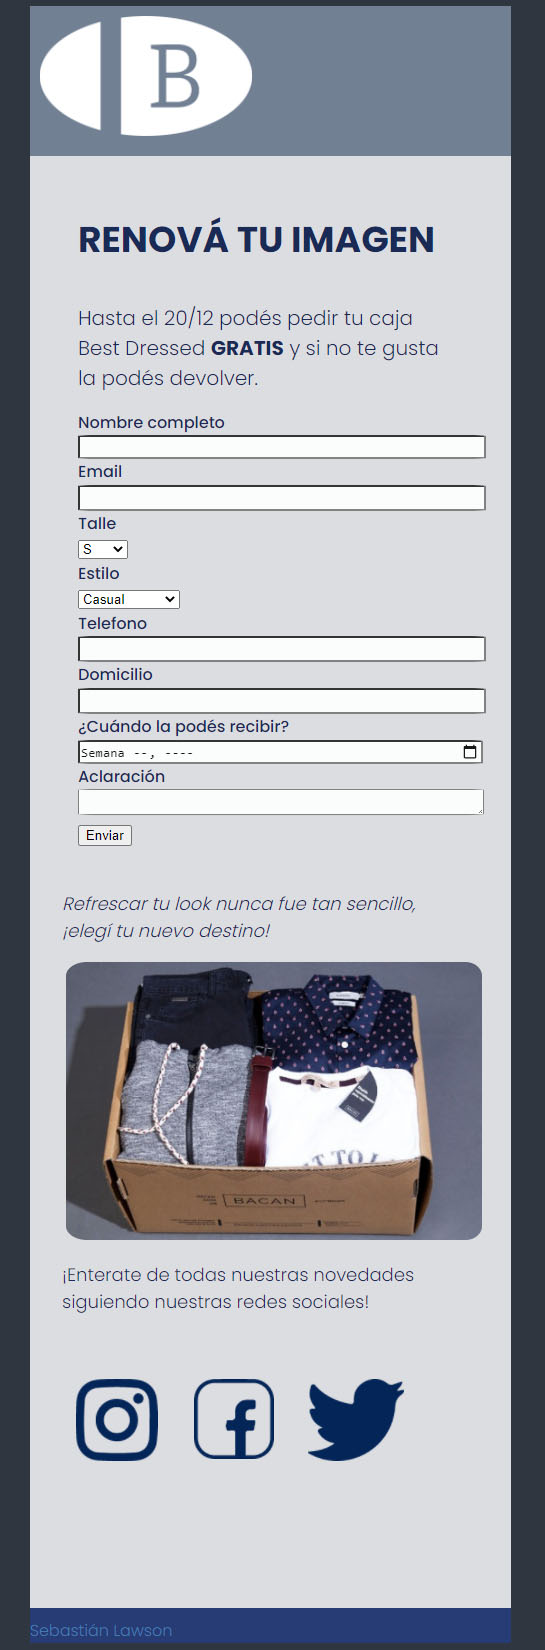 B
RENOVÁ TU IMAGEN
Hasta el 20/12 podés pedir tu caja
Best Dressed GRATIS y si no te gusta
la podés devolver.
Nombre completo
Email
Talle
S
Estilo
Casual
Telefono
Domicilio
¿Cuándo la podés recibir?
Semana --, ----
Aclaración
Enviar
Refrescar tu look nunca fue tan sencillo,
¡elegí tu nuevo destino!
BACAN
¡Enterate de todas nuestras novedades
siguiendo nuestras redes sociales!
Sebastián Lawson